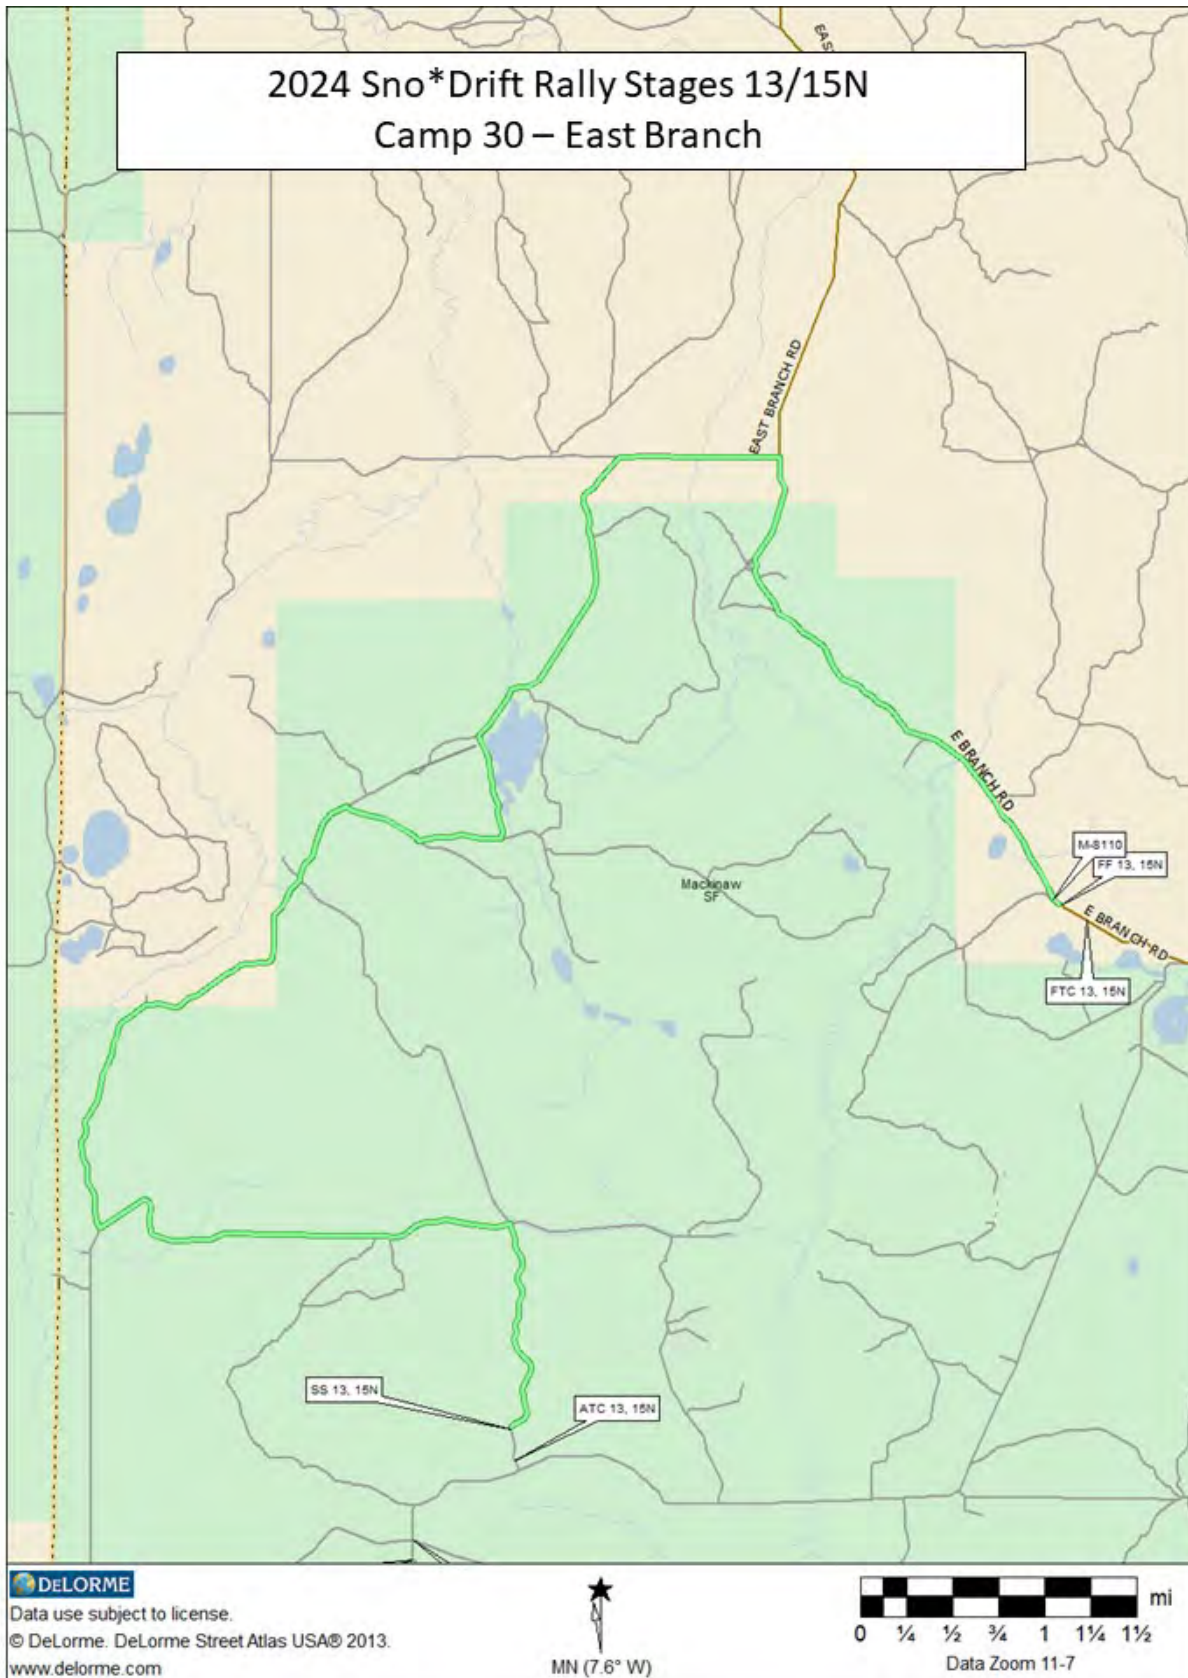 EAS
2024 Sno*Drift Rally Stages 13/15N
Camp 30 – East Branch
EAST BRANCH RD
E BRANCH RD
M-8110
FF 13, 15N
Mackinaw
SF
E BRANCH RD
FTC 13, 15N
SS 13, 15N
ATC 13, 15N
DELORME
Data use subject to license.
© DeLorme. DeLorme Street Atlas USA® 2013.
www.delorme.com
MN (7.6° W)
mi
0 ¼ ½ ¾ 1 1¼ 1½
Data Zoom 11-7